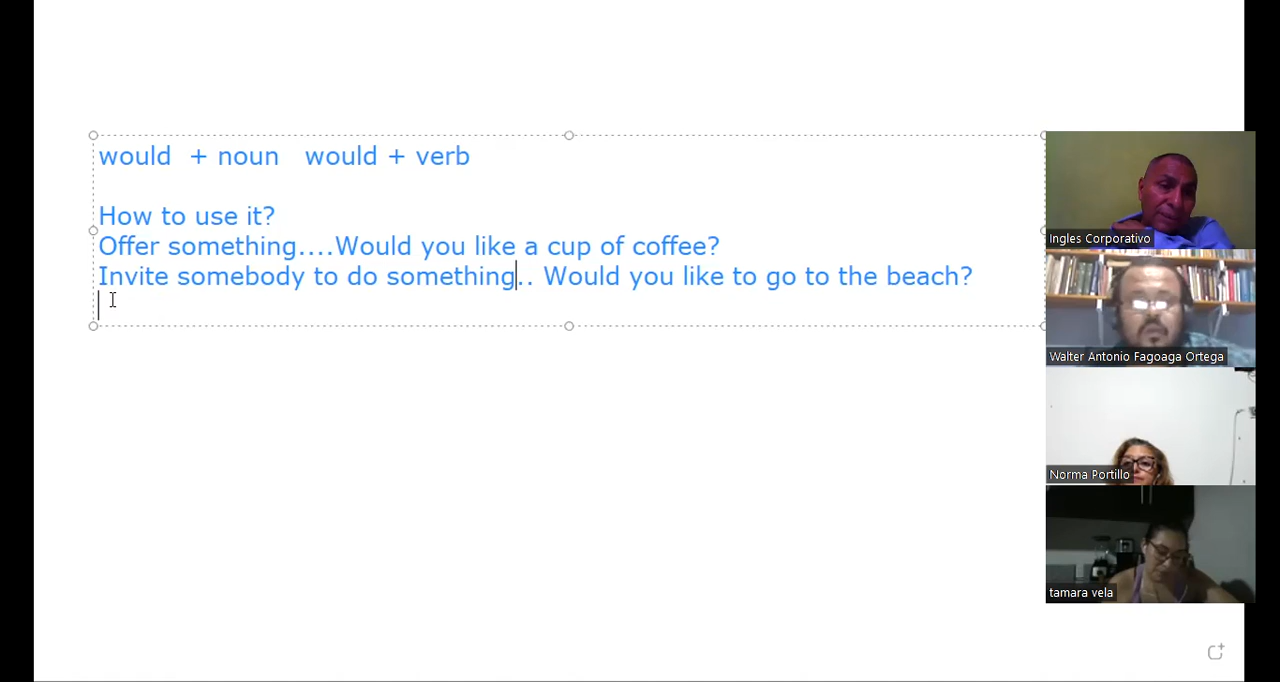 would  + noun   would + verb
How to use it?
Offer something....Would you like a cup of coffee?
Invite somebody to do something.. Would you like to go to the beach?
Ingles Corporativo
Walter Antonio Fagoaga Ortega
Norma Portillo
tamara vela